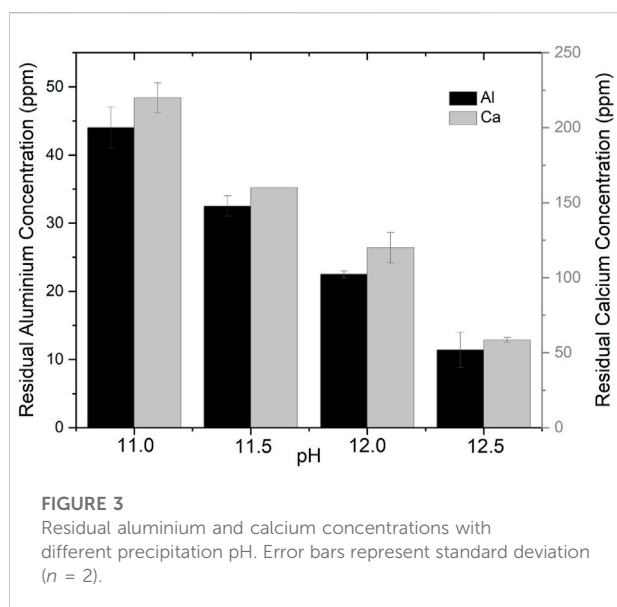 Residual Aluminium Concentration (ppm)
50
40
30
20
10
0
Al
Ca
250
200
150
100
50
0
Residual Calcium Concentration (ppm)
11.0 11.5 12.0 12.5
pH
FIGURE 3
Residual aluminium and calcium concentrations with
different precipitation pH. Error bars represent standard deviation
(n = 2).